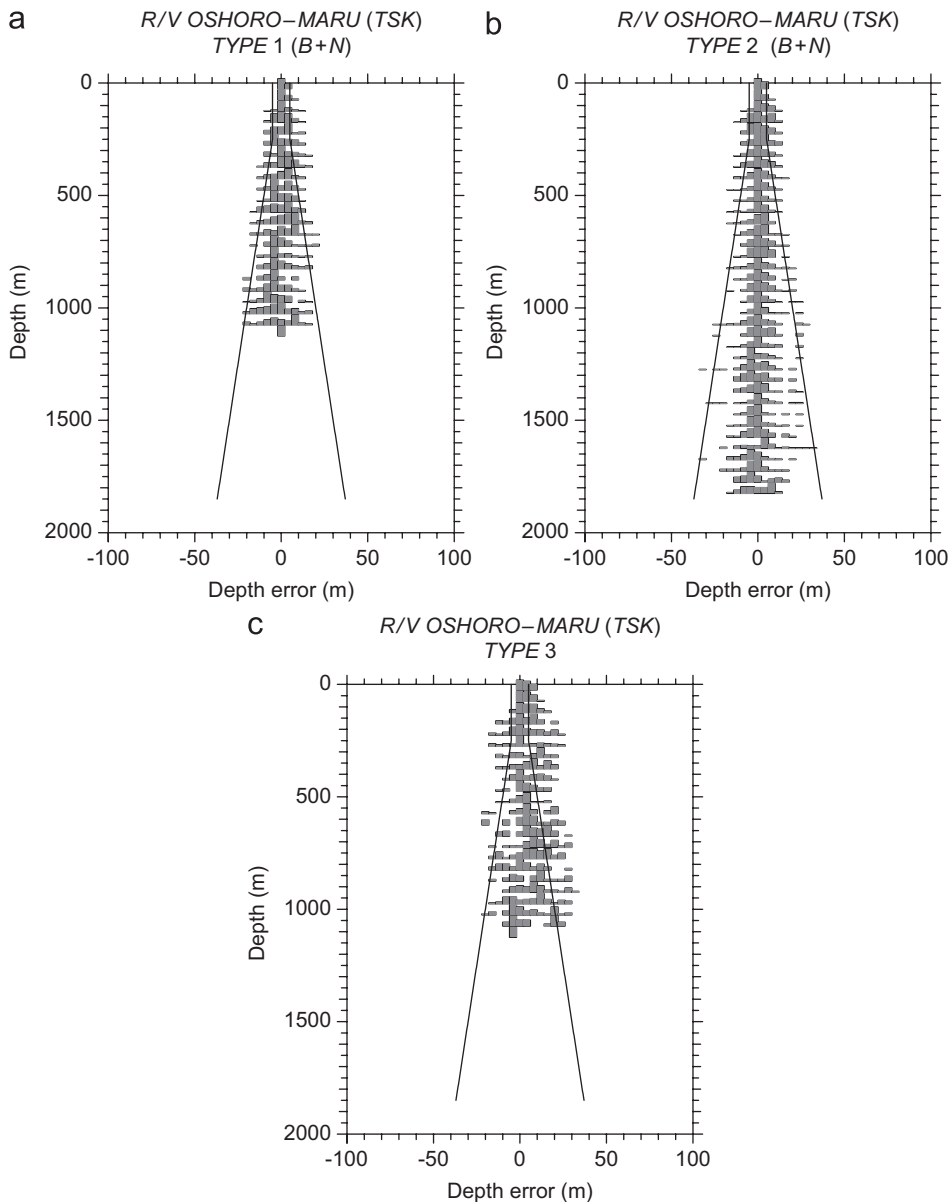 a
R/V OSHORO–MARU (TSK)
TYPE 1 (B+N)
0
500
1000
1500
2000
Depth (m)
-100
-50
0
50
100
Depth error (m)
b
R/V OSHORO–MARU (TSK)
TYPE 2 (B+N)
0
500
1000
1500
2000
Depth (m)
-100
-50
0
50
100
Depth error (m)
c
R/V OSHORO–MARU (TSK)
TYPE 3
0
500
1000
1500
2000
Depth (m)
-100
-50
0
50
100
Depth error (m)